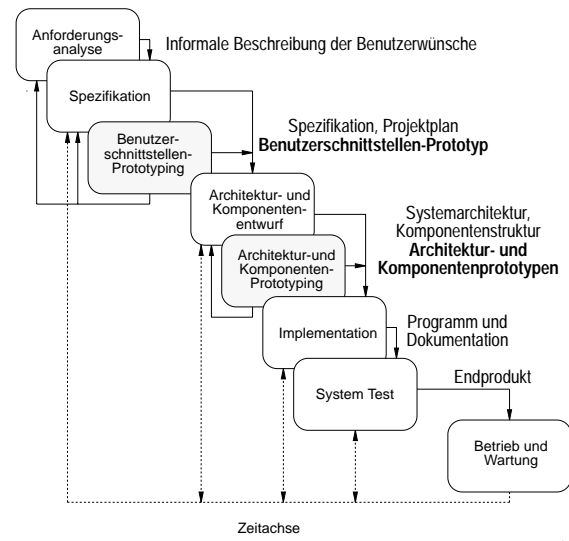 Anforderungs-
analyse
Informale Beschreibung der Benutzerwünsche
Spezifikation
Benutzer-
schnittstellen-
Prototyping
Spezifikation, Projektplan
Benutzerschnittstellen-Prototyp
Architektur- und
Komponenten-
entwurf
Systemarchitektur,
Komponentenstruktur
Architektur- und
Komponentenprototypen
Architektur-und
Komponenten-
Prototyping
Implementation
Programm und
Dokumentation
System Test
Endprodukt
Betrieb und
Wartung
Zeitachse